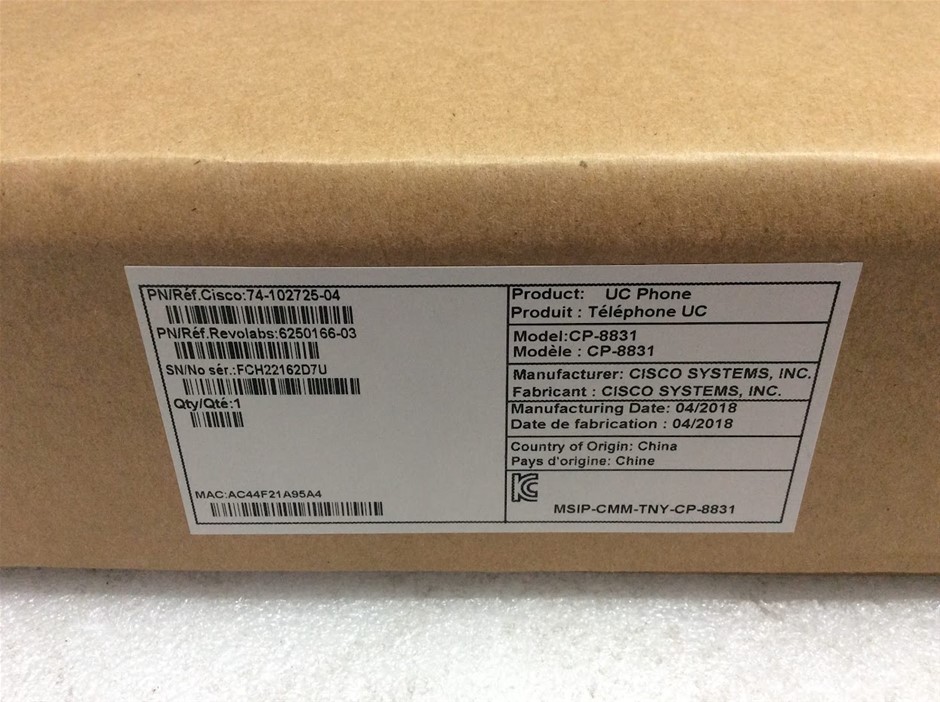 PN/Réf.Cisco:74-102725-04
PN/Réf.Revolabs:6250166-03
SN/No sér.:FCH22162D7U
Qty/Qté:1
MAC:AC44F21A95A4
Product: UC Phone
Produit : Téléphone UC
Model:CP-8831
Modèle : CP-8831
Manufacturer: CISCO SYSTEMS, INC.
Fabricant : CISCO SYSTEMS, INC.
Manufacturing Date: 04/2018
Date de fabrication : 04/2018
Country of Origin: China
Pays d'origine: Chine
MSIP-CMM-TNY-CP-8831